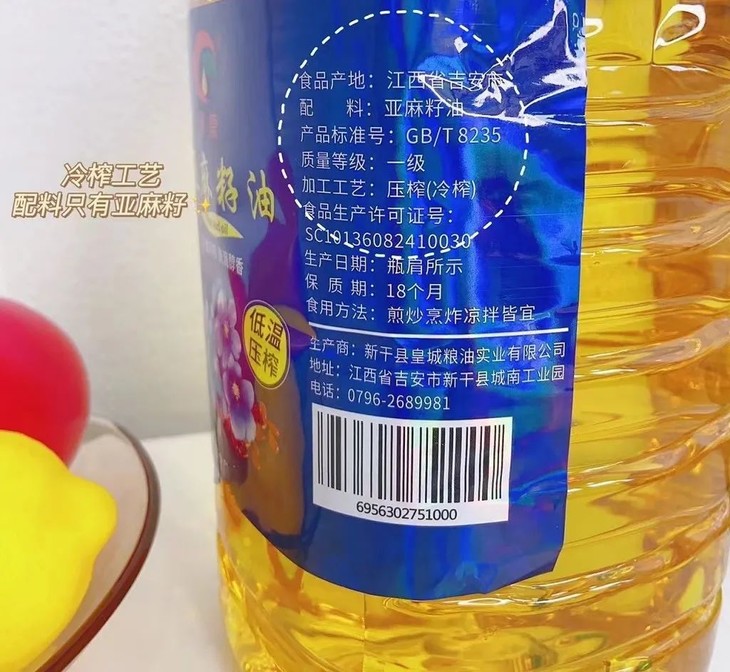 食品产地：江西省吉安市
配 料：亚麻籽油
产品标准号：GB/T 8235
质量等级：一级
加工工艺：压榨(冷榨)
食品生产许可证号：
SC10136082410030
生产日期：瓶肩所示
保 质 期：18个月
食用方法：煎炒烹炸凉拌皆宜
生产商：新干县皇城粮油实业有限公司
地址：江西省吉安市新干县城南工业园
电话：0796-2689981
6956302751000
冷榨工艺
配料只有亚麻籽
籽油
低温
压榨